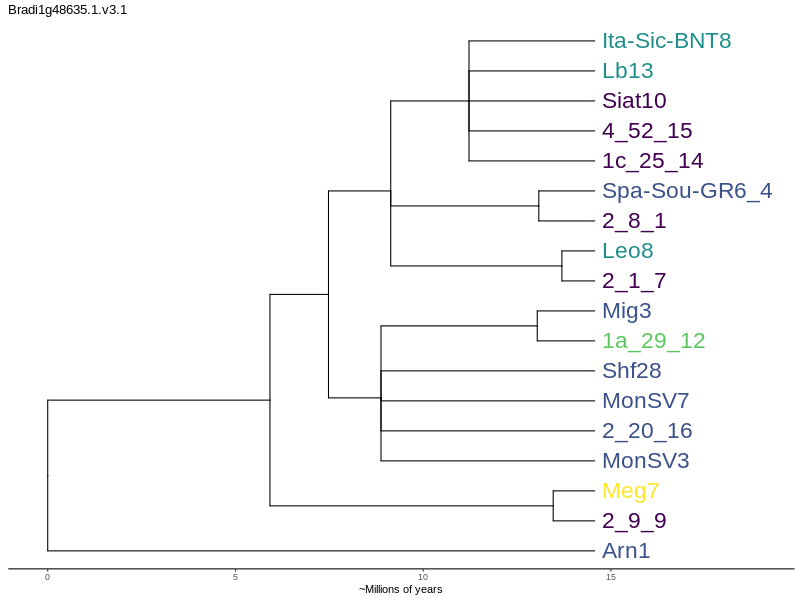 Bradi1g48635.1.v3.1
Ita-Sic-BNT8
Lb13
Siat10
4_52_15
1c_25_14
Spa-Sou-GR6_4
2_8_1
Leo8
2_1_7
Mig3
1a_29_12
Shf28
MonSV7
2_20_16
MonSV3
Meg7
2_9_9
Arn1
0 5 10 15
~Millions of years